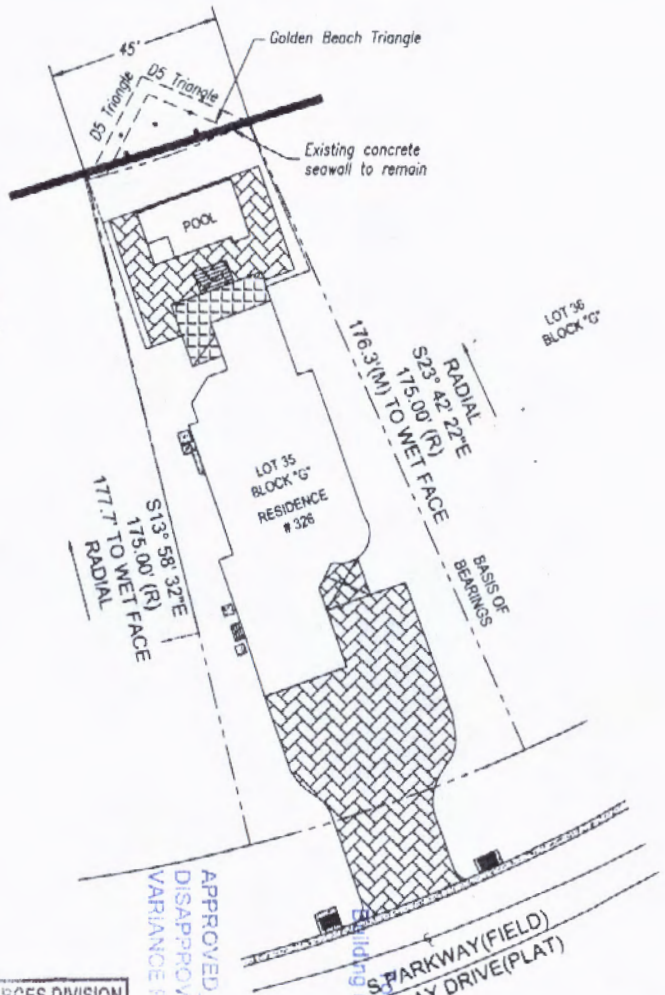 45'
Golden Beach Triangle
D5 Triangle
D5 Triangle
Existing concrete
seawall to remain
POOL
LOT 36
BLOCK "G"
RADIAL
S23° 42' 22"E
175.00' (R)
176.3'(M) TO WET FACE
LOT 35
BLOCK "G"
RESIDENCE
# 326
S13° 58' 32"E
175.00' (R)
177.7' TO WET FACE
RADIAL
BASIS OF
BEARINGS
APPROVED
DISAPPROV
VARIANCE
Building
S PARKWAY(FIELD)
AY DRIVE(PLAT)
RCES DIVISION